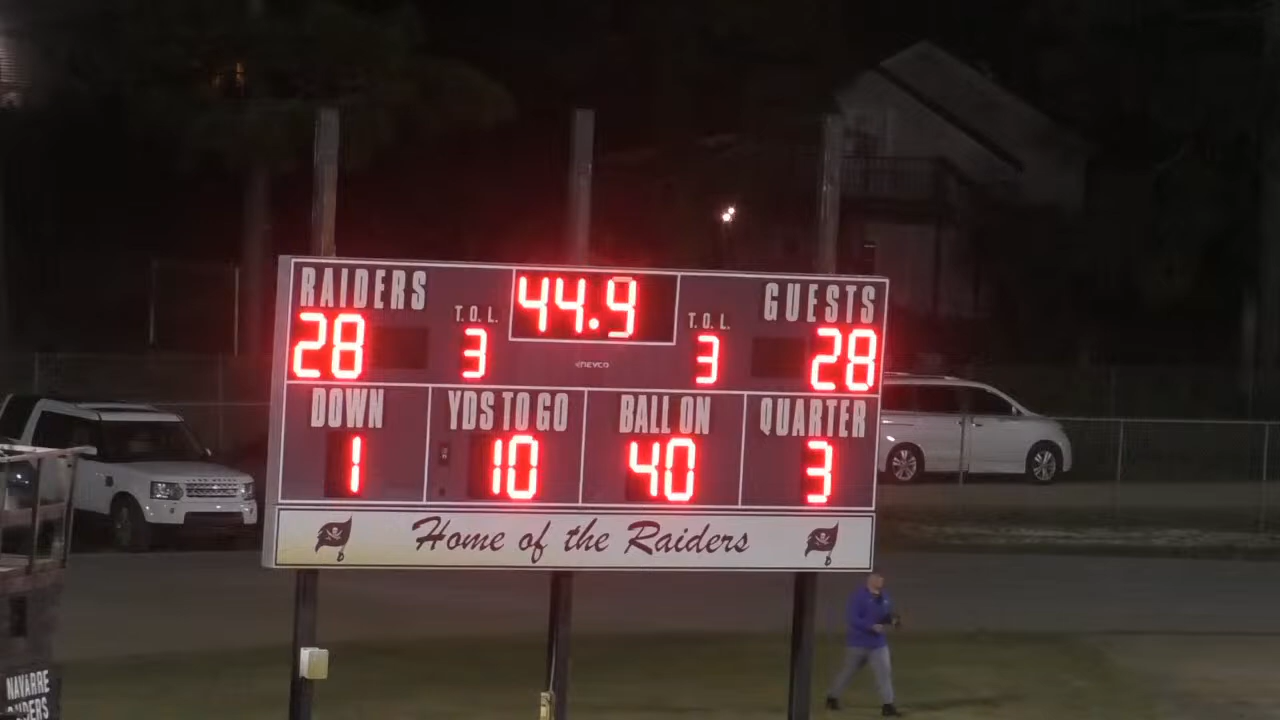 RAIDERS 44.9 GUESTS
T.O.L. T.O.L.
28 3 3 28
NEVCO
DOWN YDS TO GO BALL ON QUARTER
1 10 40 3
Home of the Raiders
NAVARRE